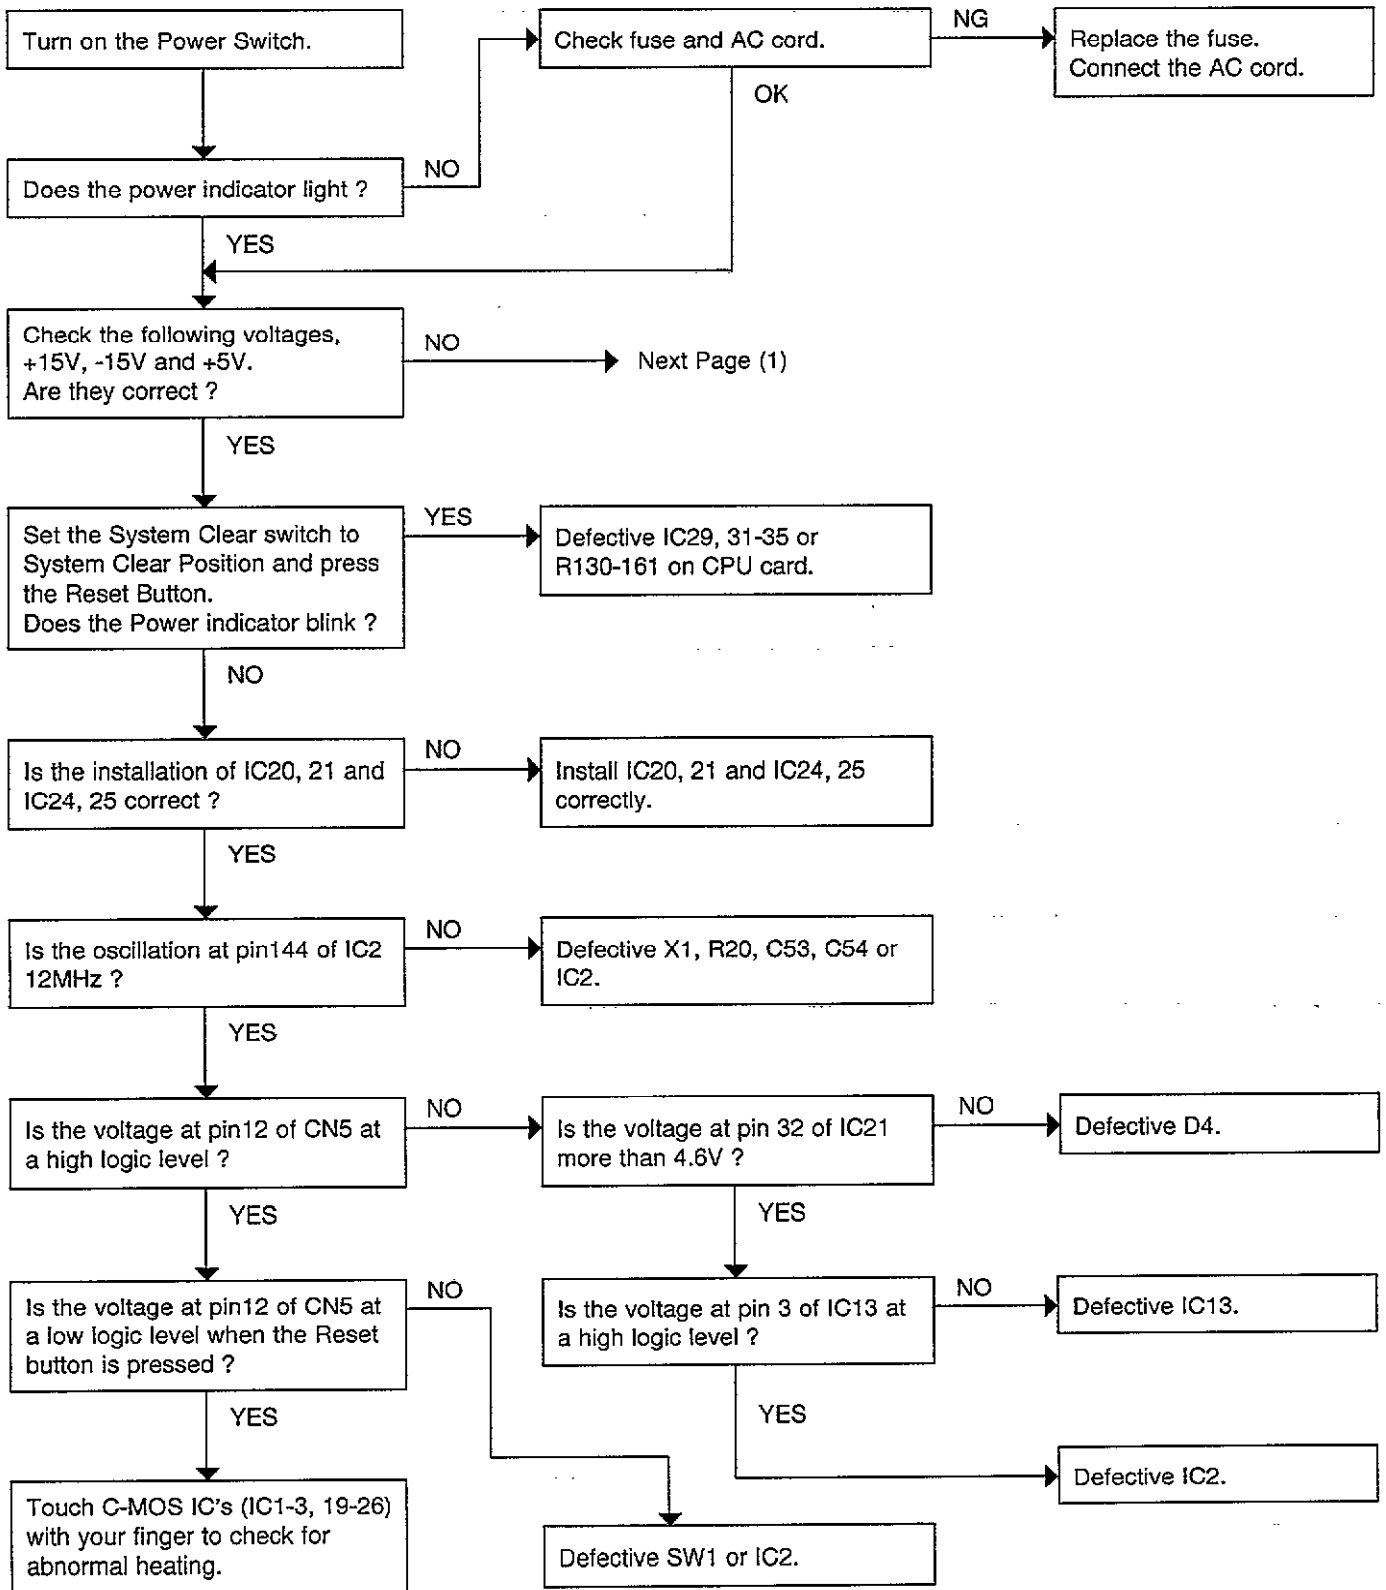 Turn on the Power Switch.
Check fuse and AC cord.
NG
Replace the fuse.
Connect the AC cord.
OK
Does the power indicator light ?
NO
YES
Check the following voltages,
+15V, -15V and +5V.
Are they correct ?
NO
Next Page (1)
YES
Set the System Clear switch to
System Clear Position and press
the Reset Button.
Does the Power indicator blink ?
YES
Defective IC29, 31-35 or
R130-161 on CPU card.
NO
Is the installation of IC20, 21 and
IC24, 25 correct ?
NO
Install IC20, 21 and IC24, 25
correctly.
YES
Is the oscillation at pin144 of IC2
12MHz ?
NO
Defective X1, R20, C53, C54 or
IC2.
YES
Is the voltage at pin12 of CN5 at
a high logic level ?
NO
Is the voltage at pin 32 of IC21
more than 4.6V ?
NO
Defective D4.
YES
YES
Is the voltage at pin12 of CN5 at
a low logic level when the Reset
button is pressed ?
NO
Is the voltage at pin 3 of IC13 at
a high logic level ?
NO
Defective IC13.
YES
YES
Defective IC2.
Touch C-MOS IC's (IC1-3, 19-26)
with your finger to check for
abnormal heating.
Defective SW1 or IC2.